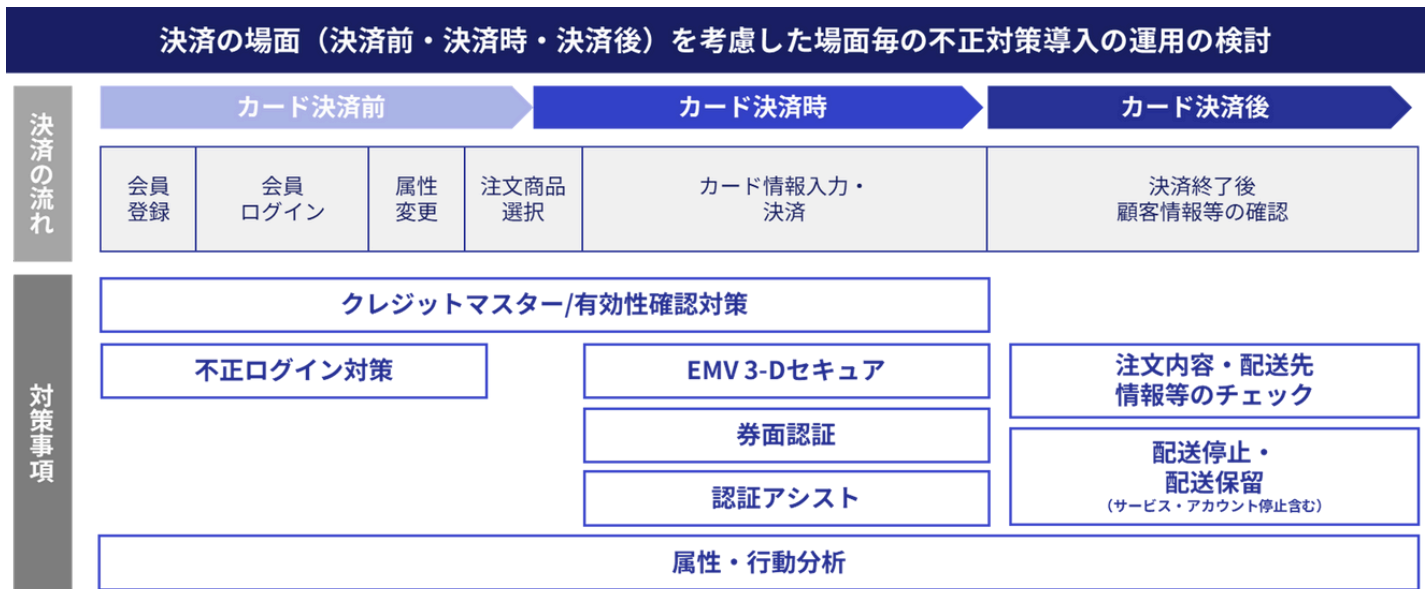 決済の場面（決済前・決済時・決済後）を考慮した場面毎の不正対策導入の運用の検討
決済の流れ
カード決済前
カード決済時
カード決済後
会員
登録
会員
ログイン
属性
変更
注文商品
選択
カード情報入力・
決済
決済終了後
顧客情報等の確認
対策事項
クレジットマスター/有効性確認対策
不正ログイン対策
EMV 3-Dセキュア
注文内容・配送先
情報等のチェック
券面認証
配送停止・
配送保留
（サービス・アカウント停止含む）
認証アシスト
属性・行動分析